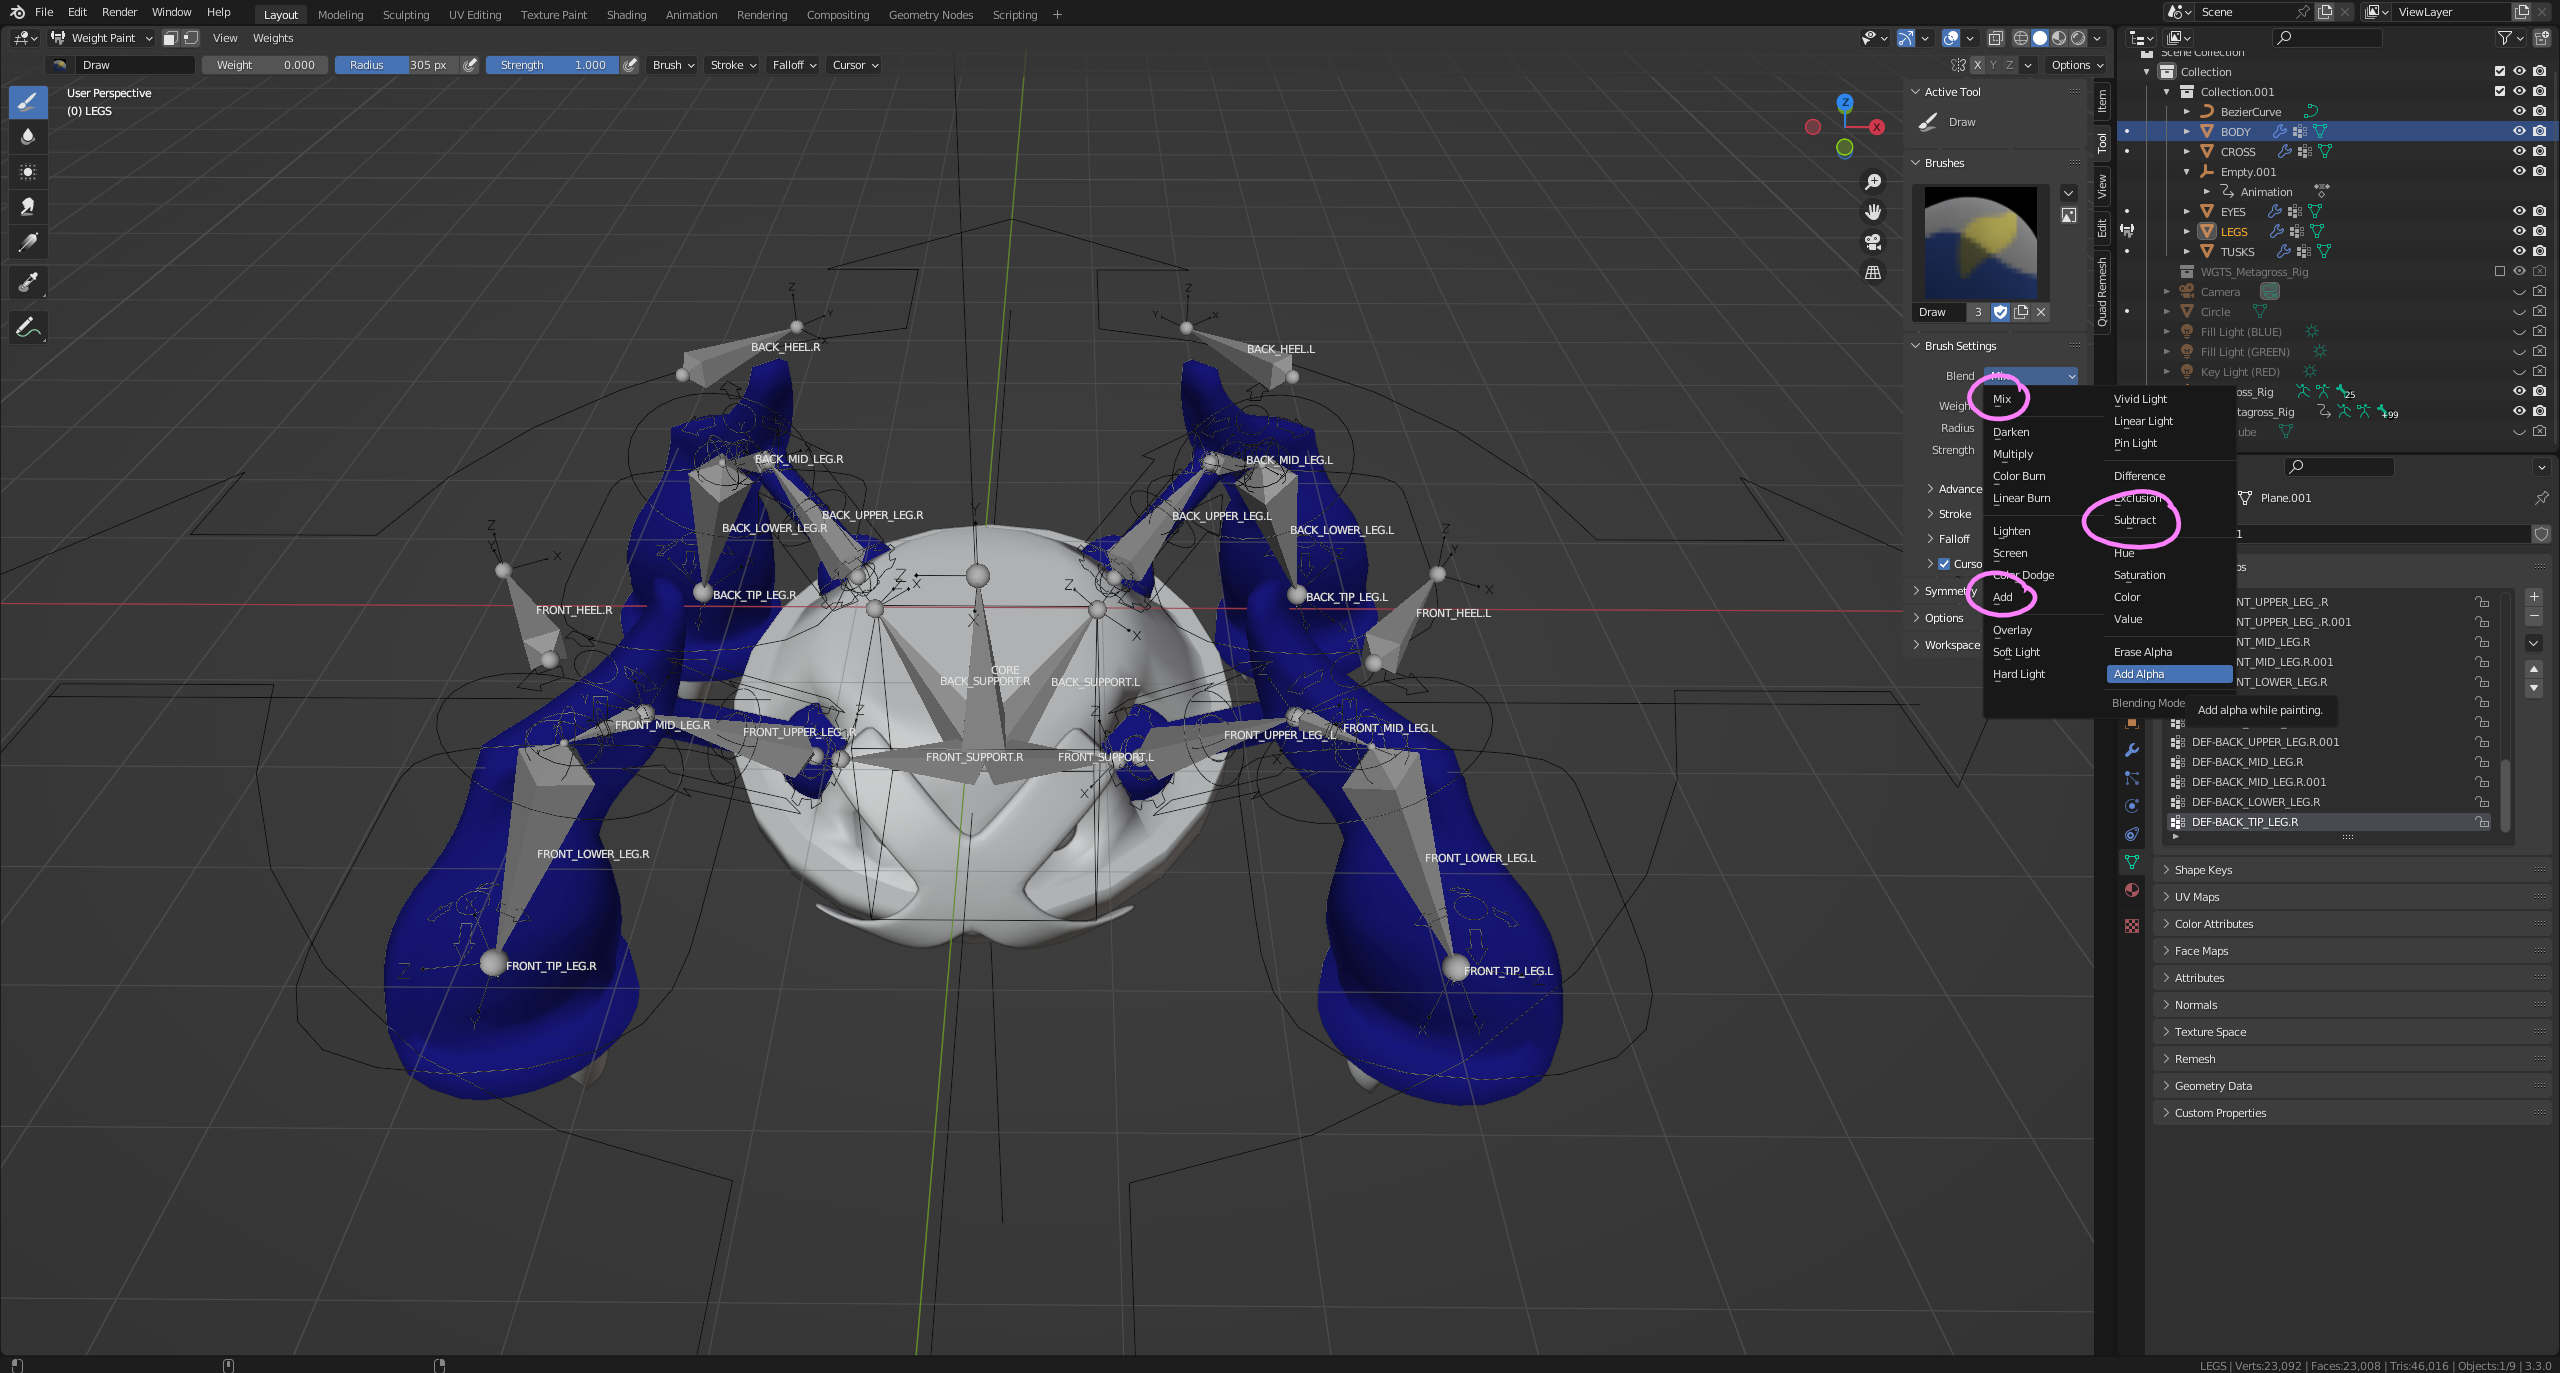 File Edit Render Window Help Layout Modeling Sculpting UV Editing Texture Paint Shading Animation Rendering Compositing Geometry Nodes Scripting +
Scene
ViewLayer
Weight Paint View Weights
Draw Weight 0.000 Radius 305 px Strength 1.000 Brush Stroke Falloff Cursor
X Y Z Options
User Perspective
(0) LEGS
Z
X
BACK_HEEL.R
BACK_HEEL.L
BACK_MID_LEG.R
BACK_MID_LEG.L
BACK_UPPER_LEG.R
BACK_UPPER_LEG.L
BACK_LOWER_LEG.R
BACK_LOWER_LEG.L
BACK_TIP_LEG.R
BACK_TIP_LEG.L
FRONT_HEEL.R
FRONT_HEEL.L
CORE
BACK_SUPPORT.R
BACK_SUPPORT.L
FRONT_MID_LEG.R
FRONT_UPPER_LEG_.R
FRONT_UPPER_LEG_.L
FRONT_MID_LEG.L
FRONT_SUPPORT.R
FRONT_SUPPORT.L
FRONT_LOWER_LEG.R
FRONT_LOWER_LEG.L
FRONT_TIP_LEG.R
FRONT_TIP_LEG.L
Active Tool
Draw
Brushes
Draw 3
Brush Settings
Blend Mix
Weigh
Radius
Strength
Advance
Stroke
Falloff
Curso
Symmetry
Options
Workspace
Item
Tool
View
Edit
Quad Remesh
Mix
Darken
Multiply
Color Burn
Linear Burn
Lighten
Screen
Color Dodge
Add
Overlay
Soft Light
Hard Light
Vivid Light
Linear Light
Pin Light
Difference
Exclusion
Subtract
Hue
Saturation
Color
Value
Erase Alpha
Add Alpha
Blending Mode
Add alpha while painting.
Scene Collection
Collection
Collection.001
BezierCurve
BODY
CROSS
Empty.001
Animation
EYES
LEGS
TUSKS
WGTS_Metagross_Rig
Camera
Circle
Fill Light (BLUE)
Fill Light (GREEN)
Key Light (RED)
oss_Rig 25
tagross_Rig 99
ube
Plane.001
1
ps
NT_UPPER_LEG_.R
NT_UPPER_LEG_.R.001
NT_MID_LEG.R
NT_MID_LEG.R.001
NT_LOWER_LEG.R
DEF-BACK_UPPER_LEG.R.001
DEF-BACK_MID_LEG.R
DEF-BACK_MID_LEG.R.001
DEF-BACK_LOWER_LEG.R
DEF-BACK_TIP_LEG.R
Shape Keys
UV Maps
Color Attributes
Face Maps
Attributes
Normals
Texture Space
Remesh
Geometry Data
Custom Properties
LEGS | Verts:23,092 | Faces:23,008 | Tris:46,016 | Objects:1/9 | 3.3.0